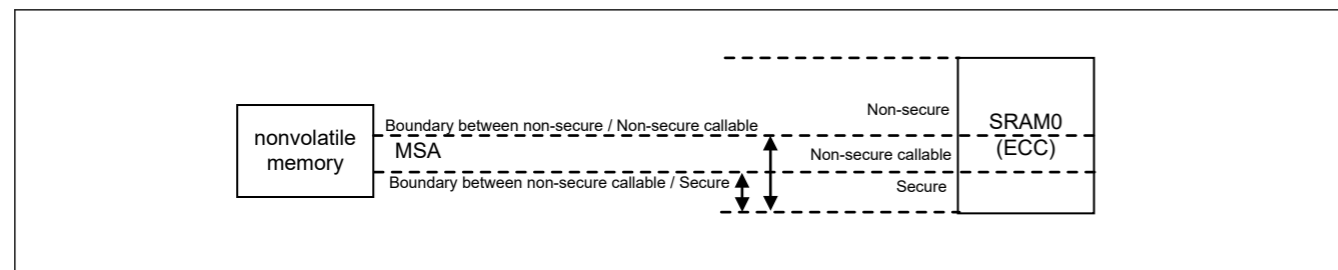 Non-secure
SRAM0
(ECC)
nonvolatile
memory
Boundary between non-secure / Non-secure callable
MSA
Non-secure callable
Boundary between non-secure callable / Secure
Secure